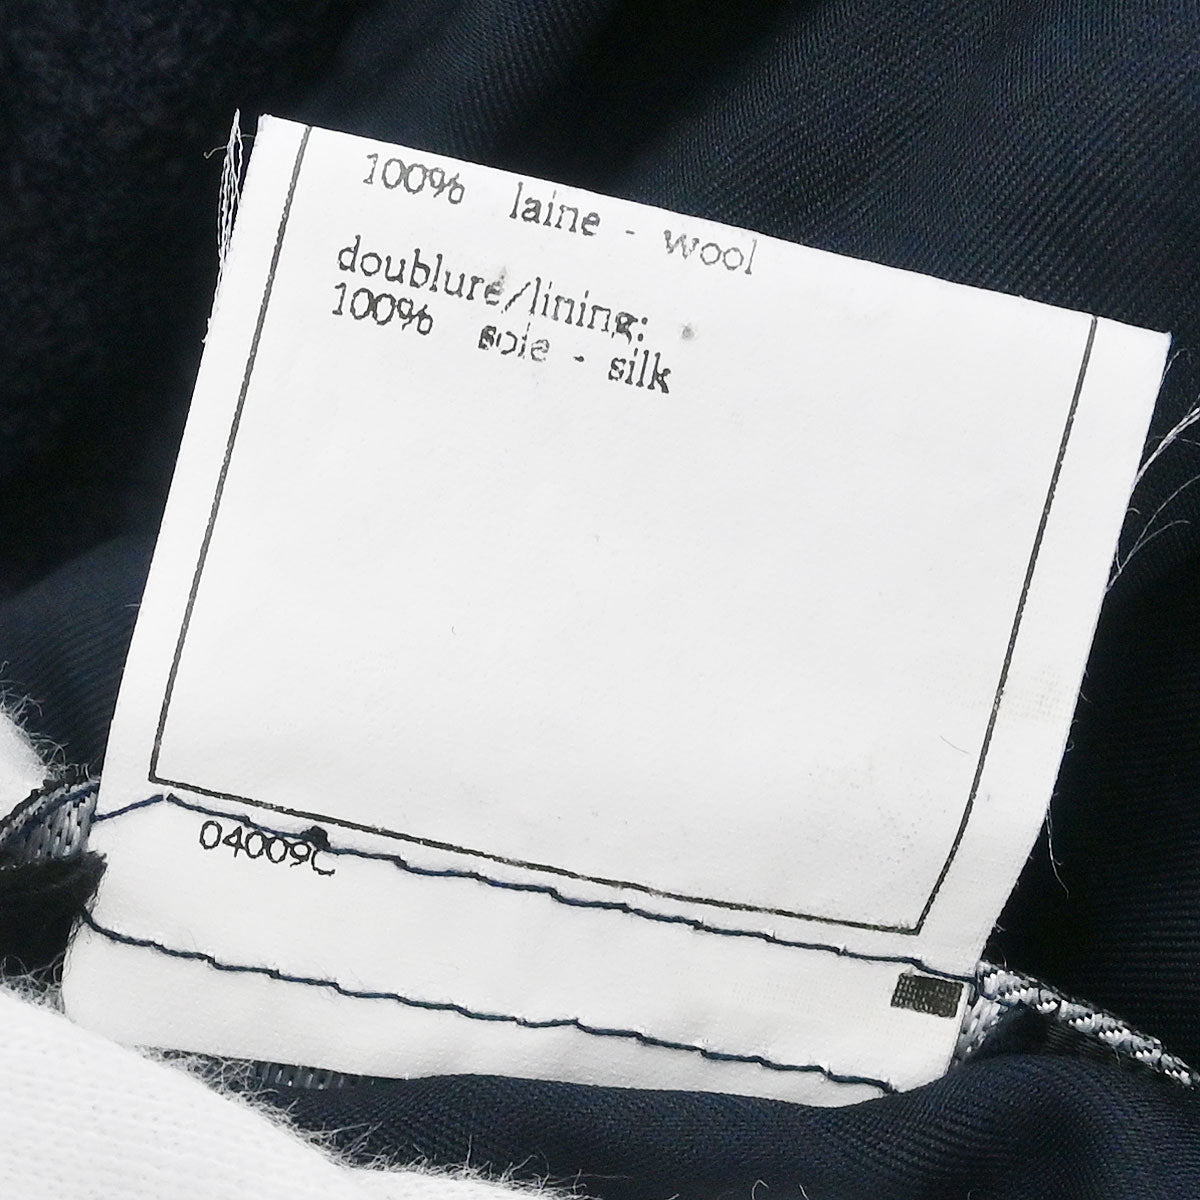 100% laine - wool
doublure/lining:
100% soie - silk
04009C